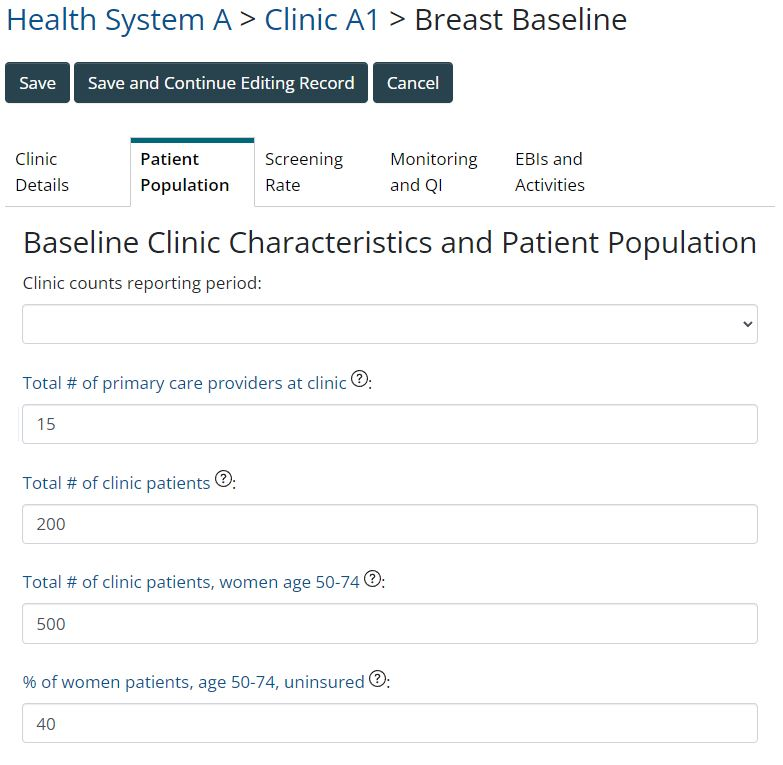 Health System A > Clinic A1 > Breast Baseline
Save Save and Continue Editing Record Cancel
Clinic Details
Patient Population
Screening Rate
Monitoring and QI
EBIs and Activities
Baseline Clinic Characteristics and Patient Population
Clinic counts reporting period:
Total # of primary care providers at clinic ?:
15
Total # of clinic patients ?:
200
Total # of clinic patients, women age 50-74 ?:
500
% of women patients, age 50-74, uninsured ?:
40